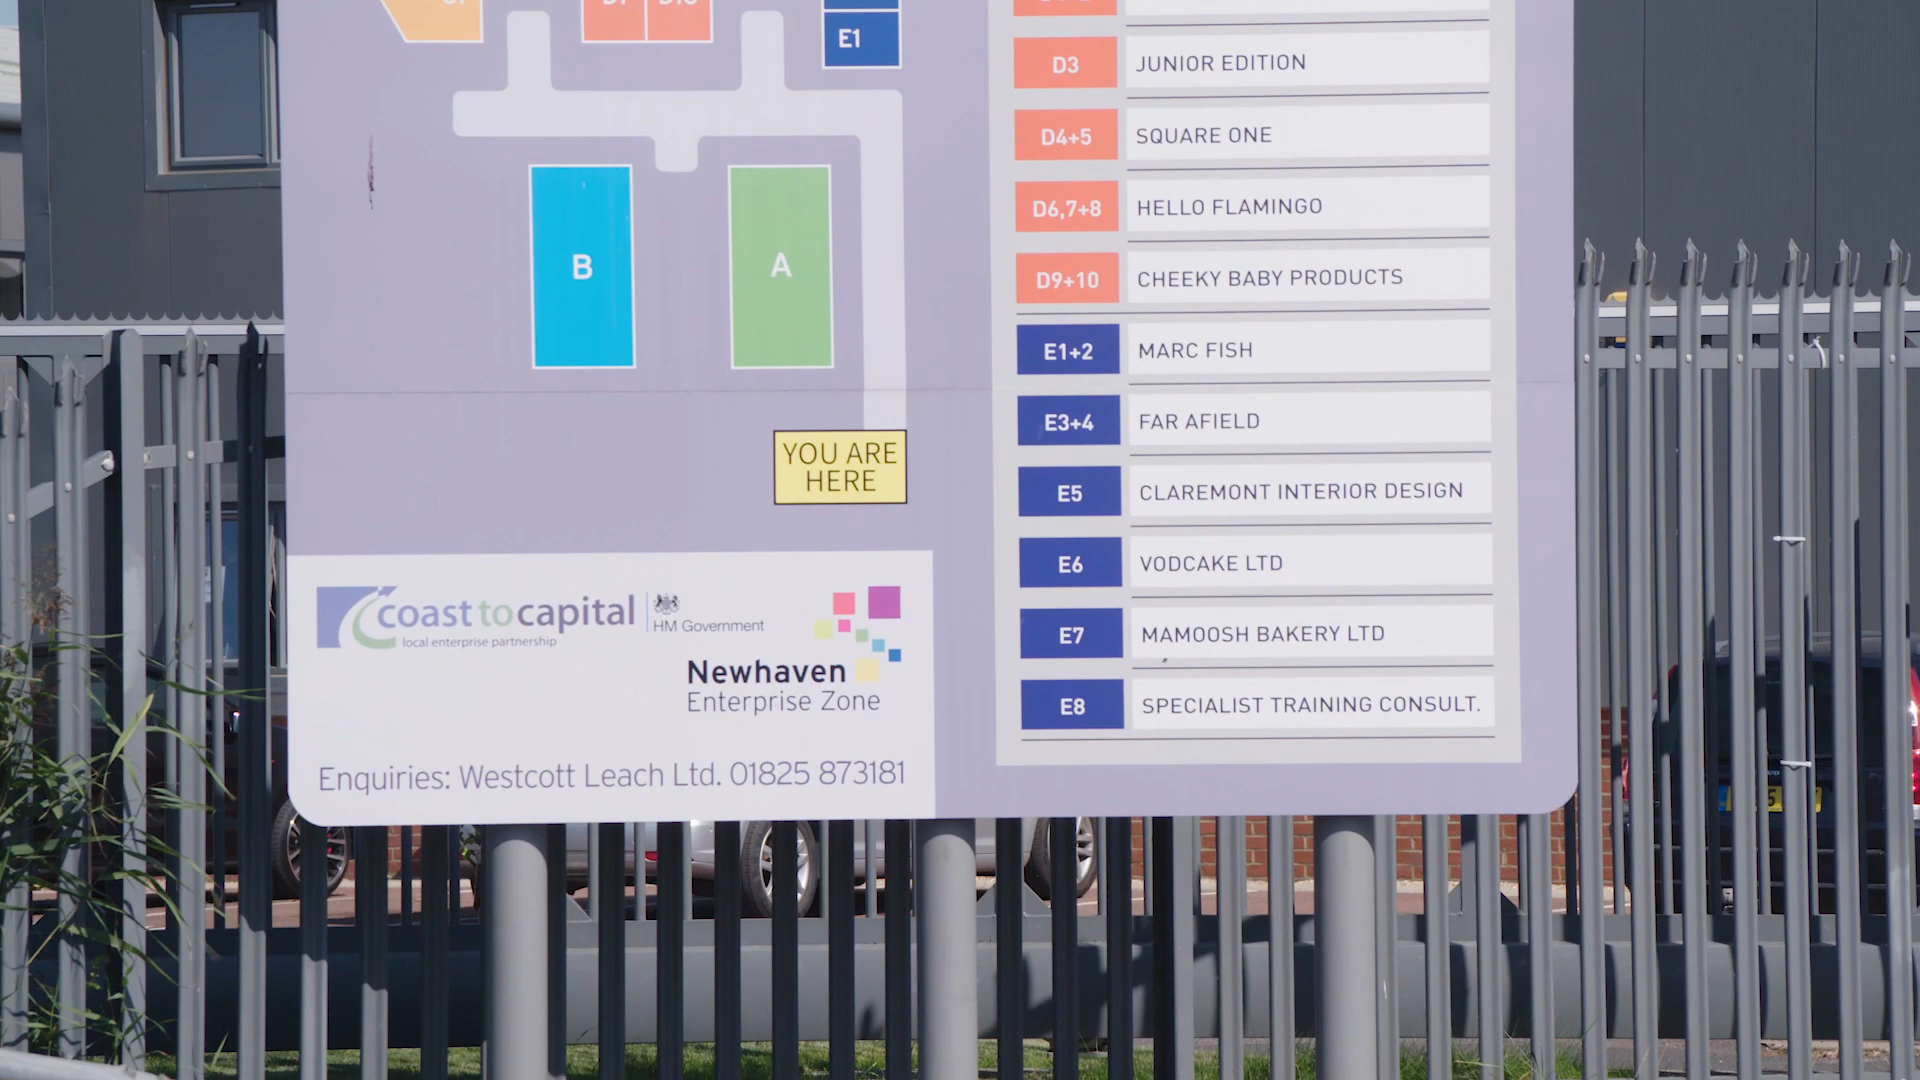 E1
B
A
YOU ARE
HERE
D3 JUNIOR EDITION
D4+5 SQUARE ONE
D6,7+8 HELLO FLAMINGO
D9+10 CHEEKY BABY PRODUCTS
E1+2 MARC FISH
E3+4 FAR AFIELD
E5 CLAREMONT INTERIOR DESIGN
E6 VODCAKE LTD
E7 MAMOOSH BAKERY LTD
E8 SPECIALIST TRAINING CONSULT.
coast to capital
local enterprise partnership
HM Government
Newhaven
Enterprise Zone
Enquiries: Westcott Leach Ltd. 01825 873181